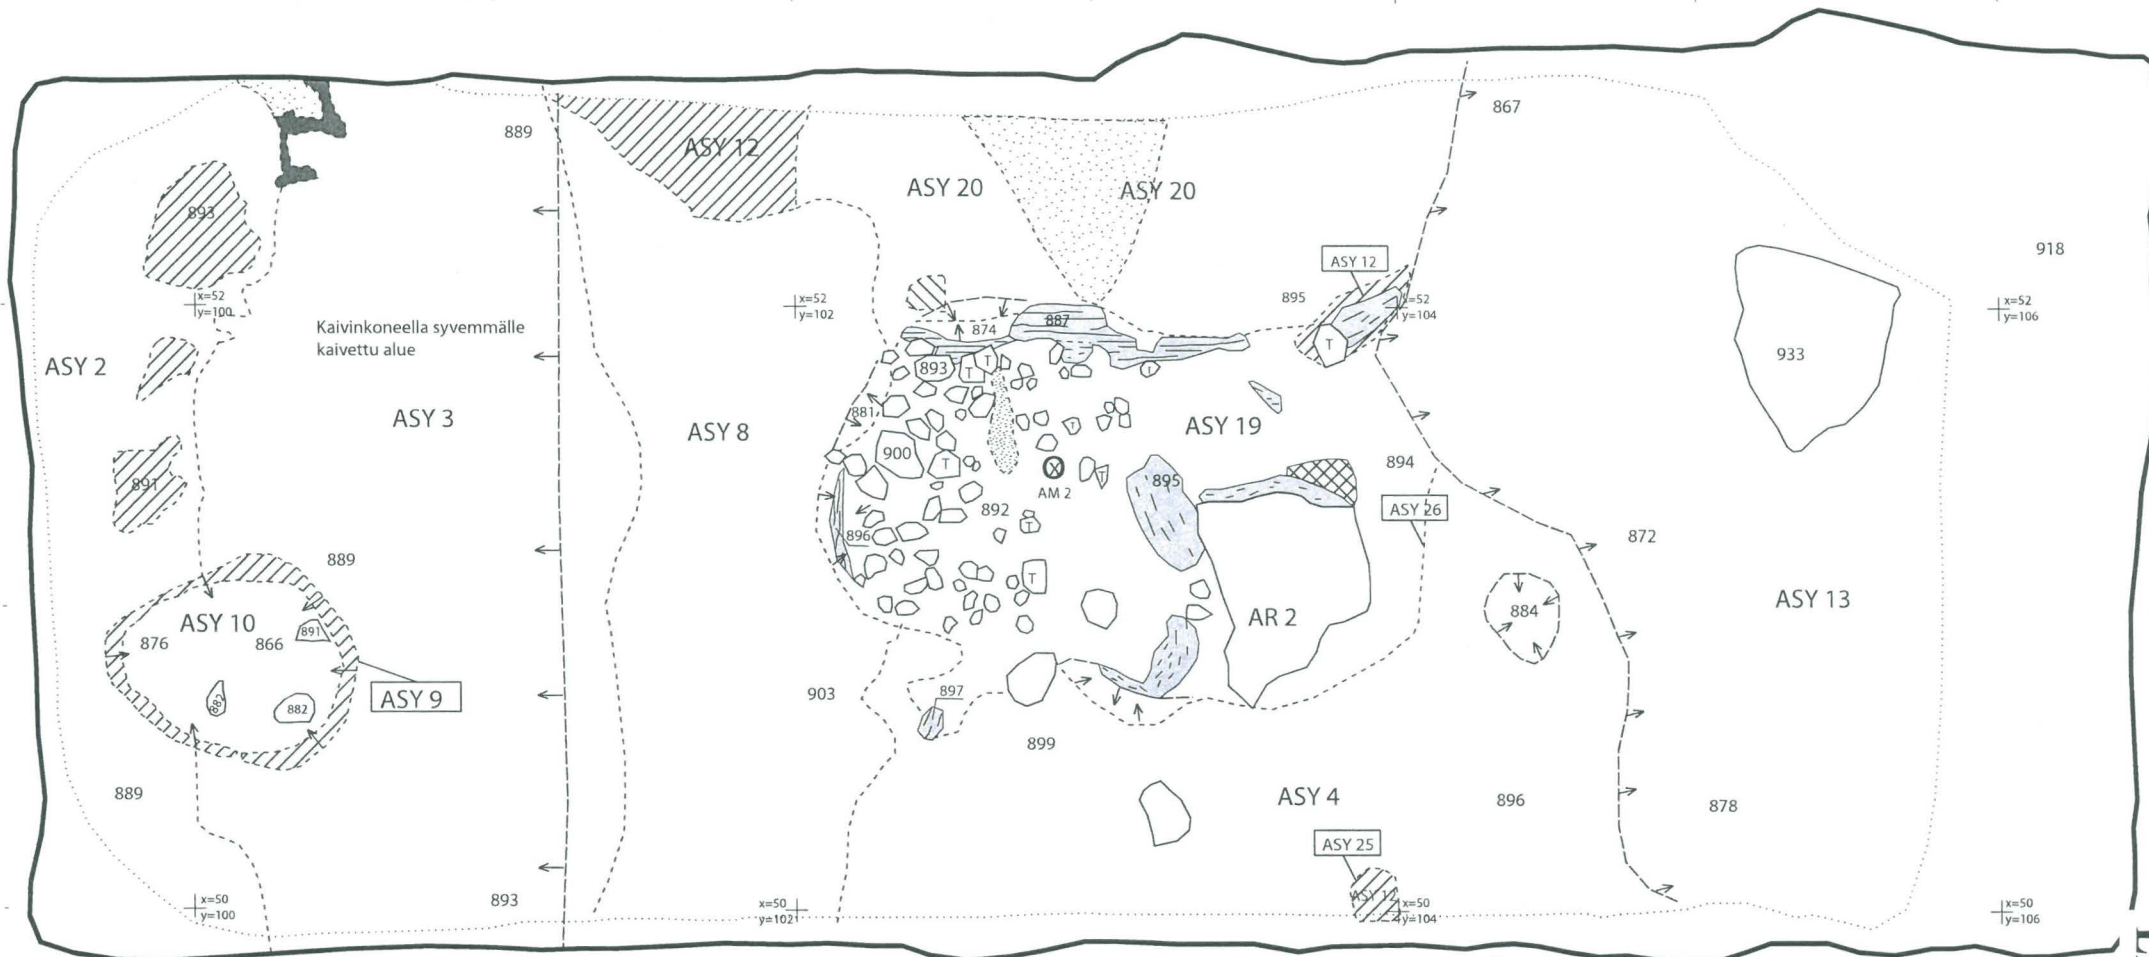 867
889
ASY 12
ASY 20
ASY 20
893
918
ASY 12
895
x=52
y=100
x=52
y=102
x=52
y=104
x=52
y=106
Kaivinkoneella syvemmälle
kaivettu alue
874
887
T
933
ASY 2
893
T
T
T
881
ASY 3
ASY 8
T
ASY 19
900
T
X
T
894
AM 2
895
891
892
T
ASY 26
896
872
889
T
ASY 10
891
884
ASY 13
876
866
AR 2
882
882
ASY 9
903
897
899
889
ASY 4
896
878
ASY 25
893
ASY 12
x=50
y=100
x=50
y=102
x=50
y=104
x=50
y=106